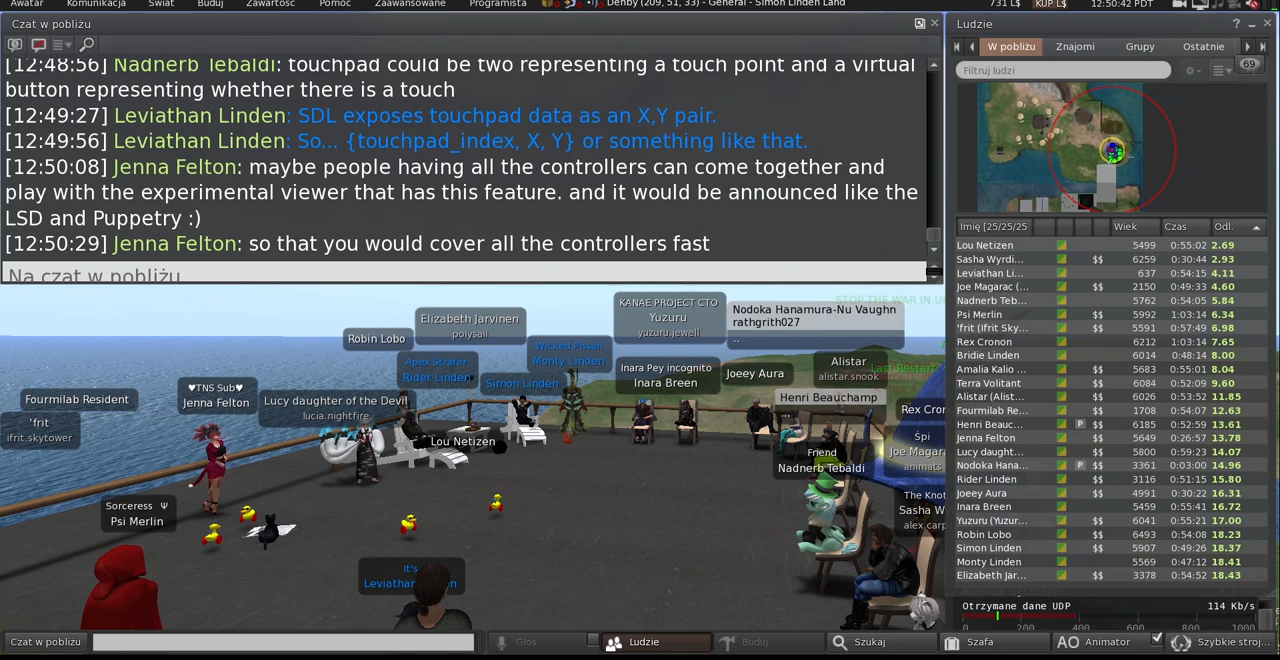 Awatar Komunikacja Świat Buduj Zawartość Pomoc Zaawansowane Programista Denby (209, 51, 33) - General - Simon Linden Land 731 L$ KUP L$ 12:50:42 PDT
Czat w pobliżu
[12:48:56] Nadnerb Tebaldi: touchpad could be two representing a touch point and a virtual
button representing whether there is a touch
[12:49:27] Leviathan Linden: SDL exposes touchpad data as an X,Y pair.
[12:49:56] Leviathan Linden: So... {touchpad_index, X, Y} or something like that.
[12:50:08] Jenna Felton: maybe people having all the controllers can come together and
play with the experimental viewer that has this feature. and it would be announced like the
LSD and Puppetry :)
[12:50:29] Jenna Felton: so that you would cover all the controllers fast
Na czat w pobliżu
Ludzie
W pobliżu Znajomi Grupy Ostatnie
Filtruj ludzi
69
Imię [25/25/25 Wiek Czas Odl.
Lou Netizen 5499 0:55:02 2.69
Sasha Wyrdi... $$ 6259 0:30:44 2.93
Leviathan Li... 637 0:54:15 4.11
Joe Magarac (... $$ 2150 0:49:33 4.60
Nadnerb Teb... 5762 0:54:05 5.84
Psi Merlin $$ 5992 1:03:14 6.34
'frit (Ifrit Sky... $$ 5591 0:57:49 6.98
Rex Cronon 6212 1:03:14 7.65
Bridie Linden 6014 0:48:14 8.00
Amalia Kalio ... $$ 5683 0:55:01 8.04
Terra Volitant $$ 6084 0:52:09 9.60
Alistar (Alist... $$ 6026 0:53:52 11.85
Fourmilab Re... $$ 1708 0:54:07 12.63
Henri Beauc... P $$ 6185 0:52:59 13.61
Jenna Felton $$ 5649 0:26:57 13.78
Lucy daught... $$ 5800 0:59:23 14.07
Nodoka Hana... P $$ 3361 0:03:00 14.96
Rider Linden $$ 3116 0:51:15 15.80
Joeey Aura $$ 4991 0:30:22 16.31
Inara Breen 5459 0:55:41 16.72
Yuzuru (Yuzur... $$ 6041 0:55:21 17.00
Robin Lobo $$ 6493 0:54:08 18.23
Simon Linden $$ 5907 0:49:26 18.37
Monty Linden 5569 0:47:12 18.41
Elizabeth Jar... $$ 3378 0:54:52 18.43
Otrzymane dane UDP 114 Kb/s
0 200 400 600 800 1000
STOP THE WAR IN U
KANAE PROJECT CTO
Yuzuru
yuzuru.jewell
Nodoka Hanamura-Nu Vaughn
rathgrith027
..
Elizabeth Jarvinen
polysail
Robin Lobo
Wicked Pissah
Monty Linden
Apex Strafer
Rider Linden
Simon Linden
Inara Pey incognito
Inara Breen
Joeey Aura
Alistar
alistar.snook
Last Restart
Henri Beauchamp
Fourmilab Resident
♥TNS Sub♥
Jenna Felton
Lucy daughter of the Devil
lucia.nightfire
'frit
ifrit.skytower
..
Lou Netizen
Rex Cron
Śpi
Joe Magara
animats
Friend
Nadnerb Tebaldi
The Knot
Sasha W
alex.carp
Sorceress Ψ
Psi Merlin
It's
Leviathan Linden
Czat w pobliżu Głos Ludzie Buduj Szukaj Szafa AO Animator Szybkie stroj...